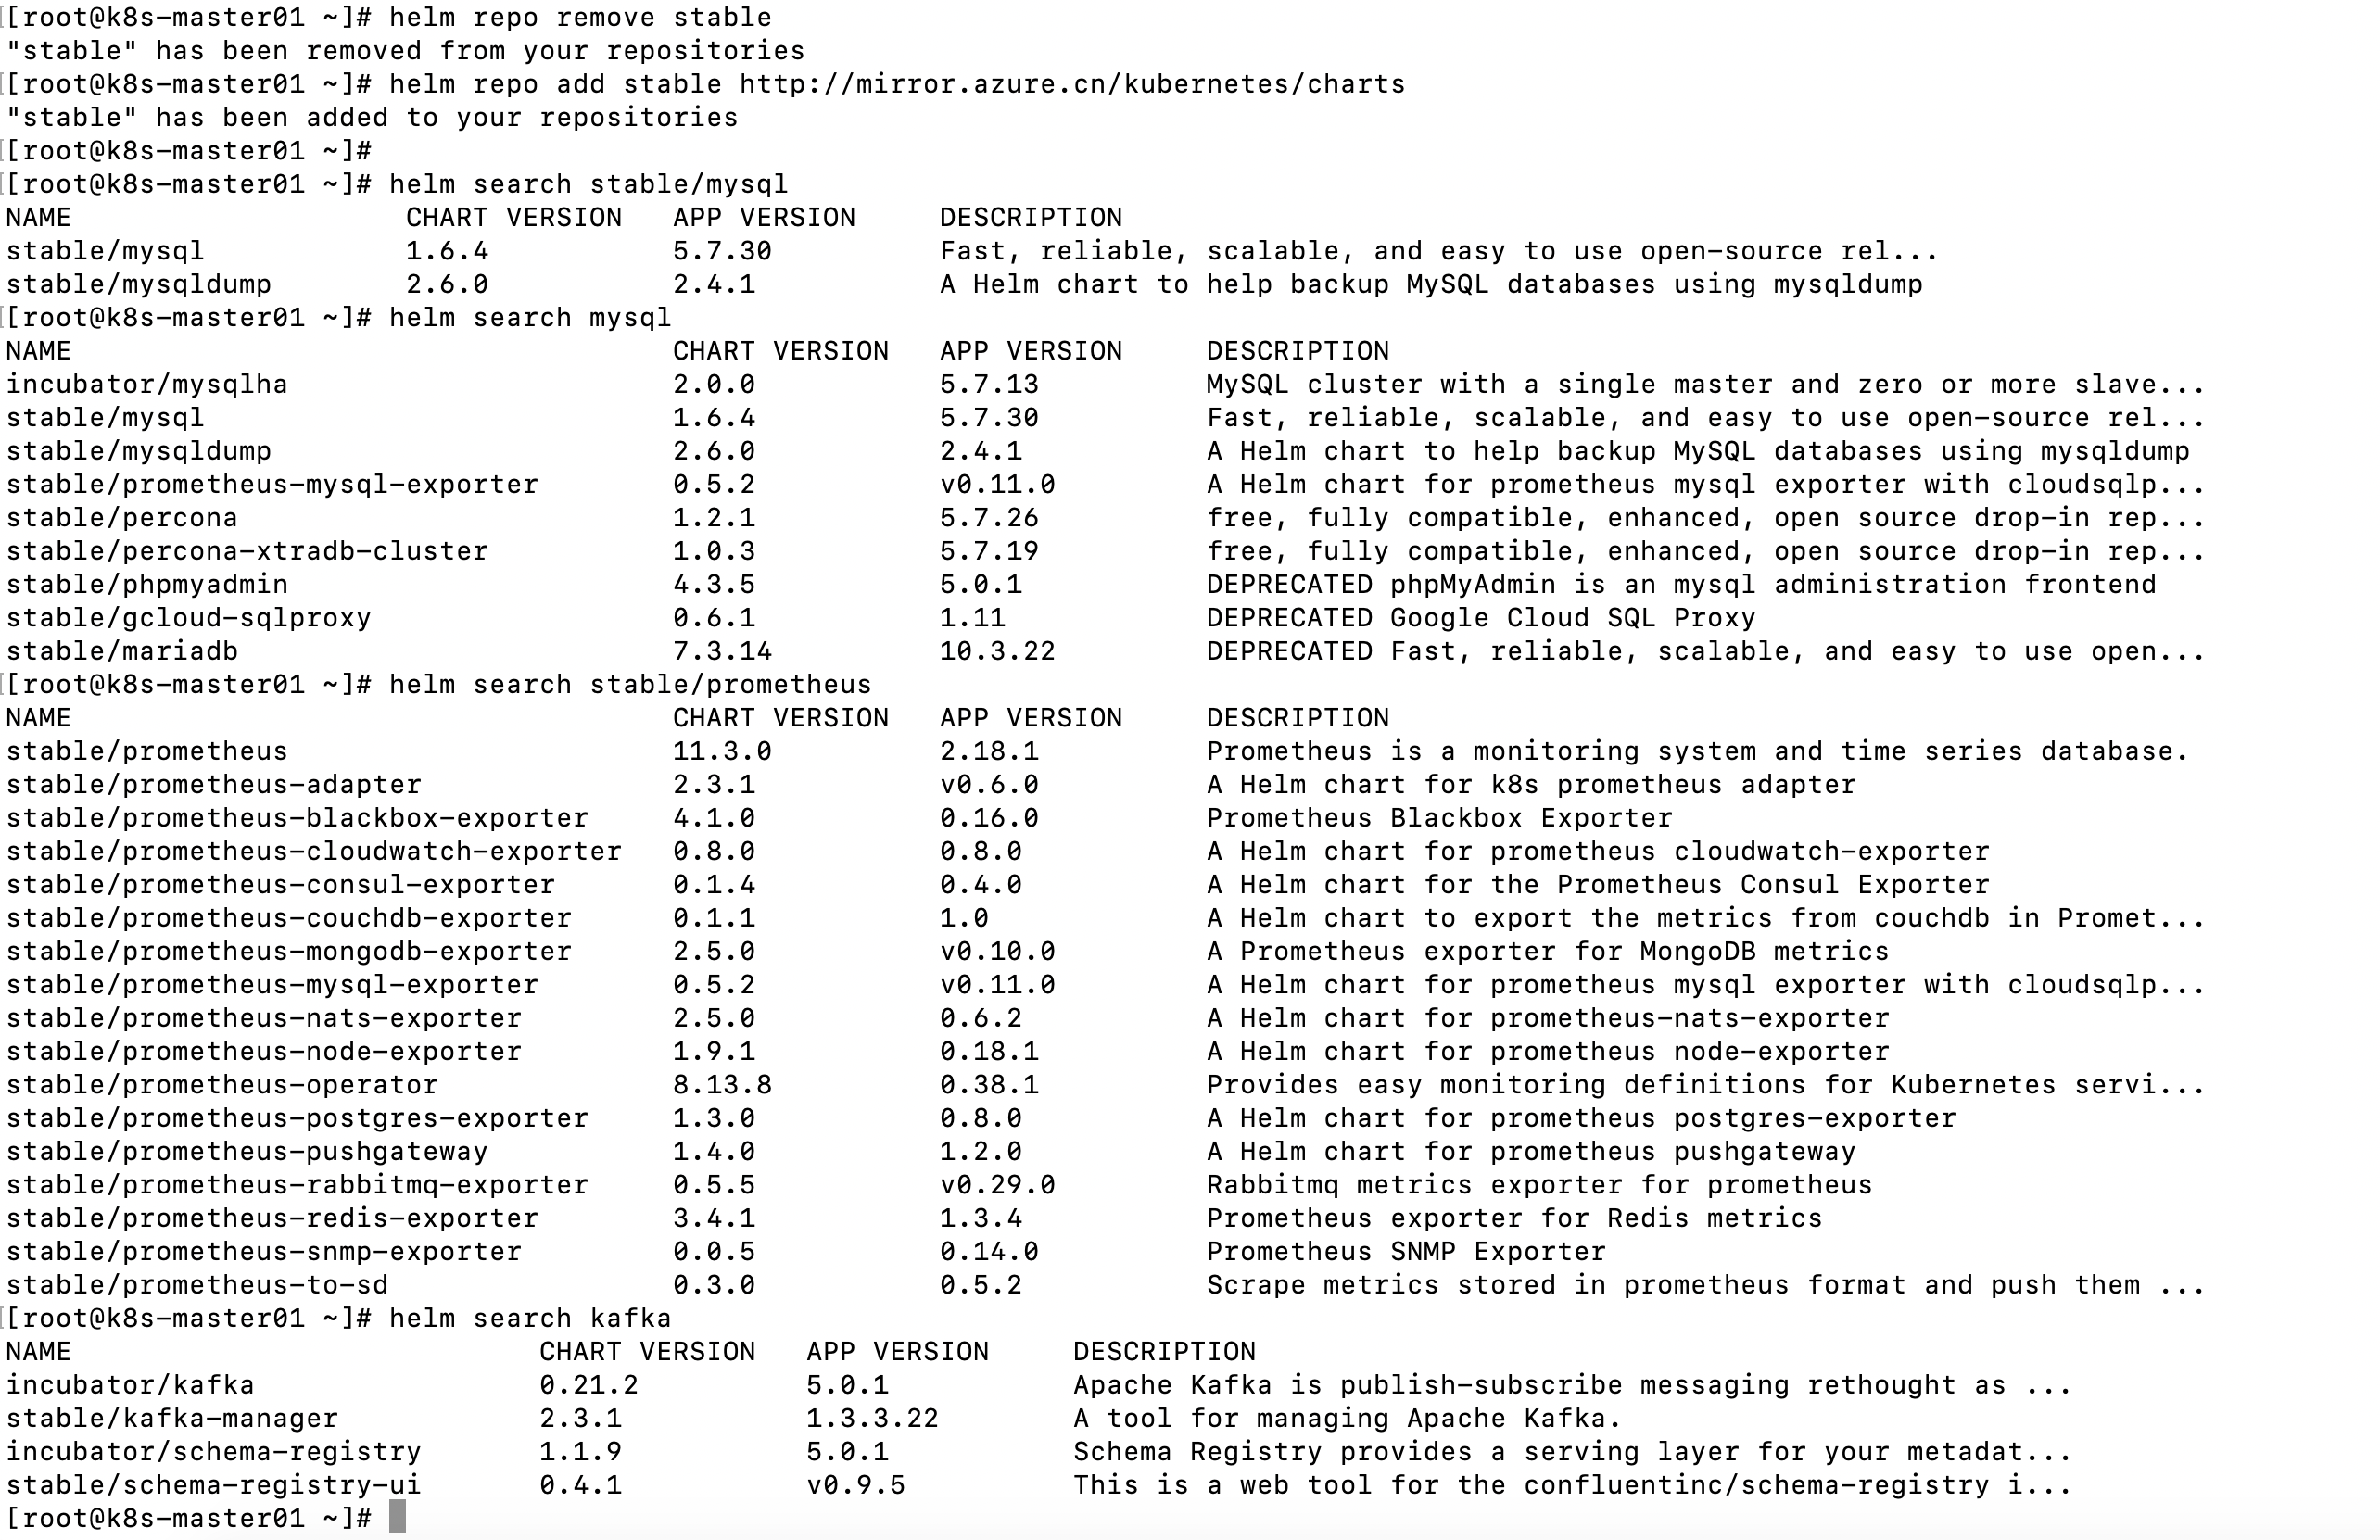 [root@k8s-master01 ~]# helm repo remove stable
"stable" has been removed from your repositories
[root@k8s-master01 ~]# helm repo add stable http://mirror.azure.cn/kubernetes/charts
"stable" has been added to your repositories
[root@k8s-master01 ~]#
[root@k8s-master01 ~]# helm search stable/mysql
NAME CHART VERSION APP VERSION DESCRIPTION
stable/mysql 1.6.4 5.7.30 Fast, reliable, scalable, and easy to use open-source rel...
stable/mysqldump 2.6.0 2.4.1 A Helm chart to help backup MySQL databases using mysqldump
[root@k8s-master01 ~]# helm search mysql
NAME CHART VERSION APP VERSION DESCRIPTION
incubator/mysqlha 2.0.0 5.7.13 MySQL cluster with a single master and zero or more slave...
stable/mysql 1.6.4 5.7.30 Fast, reliable, scalable, and easy to use open-source rel...
stable/mysqldump 2.6.0 2.4.1 A Helm chart to help backup MySQL databases using mysqldump
stable/prometheus-mysql-exporter 0.5.2 v0.11.0 A Helm chart for prometheus mysql exporter with cloudsqlp...
stable/percona 1.2.1 5.7.26 free, fully compatible, enhanced, open source drop-in rep...
stable/percona-xtradb-cluster 1.0.3 5.7.19 free, fully compatible, enhanced, open source drop-in rep...
stable/phpmyadmin 4.3.5 5.0.1 DEPRECATED phpMyAdmin is an mysql administration frontend
stable/gcloud-sqlproxy 0.6.1 1.11 DEPRECATED Google Cloud SQL Proxy
stable/mariadb 7.3.14 10.3.22 DEPRECATED Fast, reliable, scalable, and easy to use open...
[root@k8s-master01 ~]# helm search stable/prometheus
NAME CHART VERSION APP VERSION DESCRIPTION
stable/prometheus 11.3.0 2.18.1 Prometheus is a monitoring system and time series database.
stable/prometheus-adapter 2.3.1 v0.6.0 A Helm chart for k8s prometheus adapter
stable/prometheus-blackbox-exporter 4.1.0 0.16.0 Prometheus Blackbox Exporter
stable/prometheus-cloudwatch-exporter 0.8.0 0.8.0 A Helm chart for prometheus cloudwatch-exporter
stable/prometheus-consul-exporter 0.1.4 0.4.0 A Helm chart for the Prometheus Consul Exporter
stable/prometheus-couchdb-exporter 0.1.1 1.0 A Helm chart to export the metrics from couchdb in Promet...
stable/prometheus-mongodb-exporter 2.5.0 v0.10.0 A Prometheus exporter for MongoDB metrics
stable/prometheus-mysql-exporter 0.5.2 v0.11.0 A Helm chart for prometheus mysql exporter with cloudsqlp...
stable/prometheus-nats-exporter 2.5.0 0.6.2 A Helm chart for prometheus-nats-exporter
stable/prometheus-node-exporter 1.9.1 0.18.1 A Helm chart for prometheus node-exporter
stable/prometheus-operator 8.13.8 0.38.1 Provides easy monitoring definitions for Kubernetes servi...
stable/prometheus-postgres-exporter 1.3.0 0.8.0 A Helm chart for prometheus postgres-exporter
stable/prometheus-pushgateway 1.4.0 1.2.0 A Helm chart for prometheus pushgateway
stable/prometheus-rabbitmq-exporter 0.5.5 v0.29.0 Rabbitmq metrics exporter for prometheus
stable/prometheus-redis-exporter 3.4.1 1.3.4 Prometheus exporter for Redis metrics
stable/prometheus-snmp-exporter 0.0.5 0.14.0 Prometheus SNMP Exporter
stable/prometheus-to-sd 0.3.0 0.5.2 Scrape metrics stored in prometheus format and push them ...
[root@k8s-master01 ~]# helm search kafka
NAME CHART VERSION APP VERSION DESCRIPTION
incubator/kafka 0.21.2 5.0.1 Apache Kafka is publish-subscribe messaging rethought as ...
stable/kafka-manager 2.3.1 1.3.3.22 A tool for managing Apache Kafka.
incubator/schema-registry 1.1.9 5.0.1 Schema Registry provides a serving layer for your metadat...
stable/schema-registry-ui 0.4.1 v0.9.5 This is a web tool for the confluentinc/schema-registry i...
[root@k8s-master01 ~]#